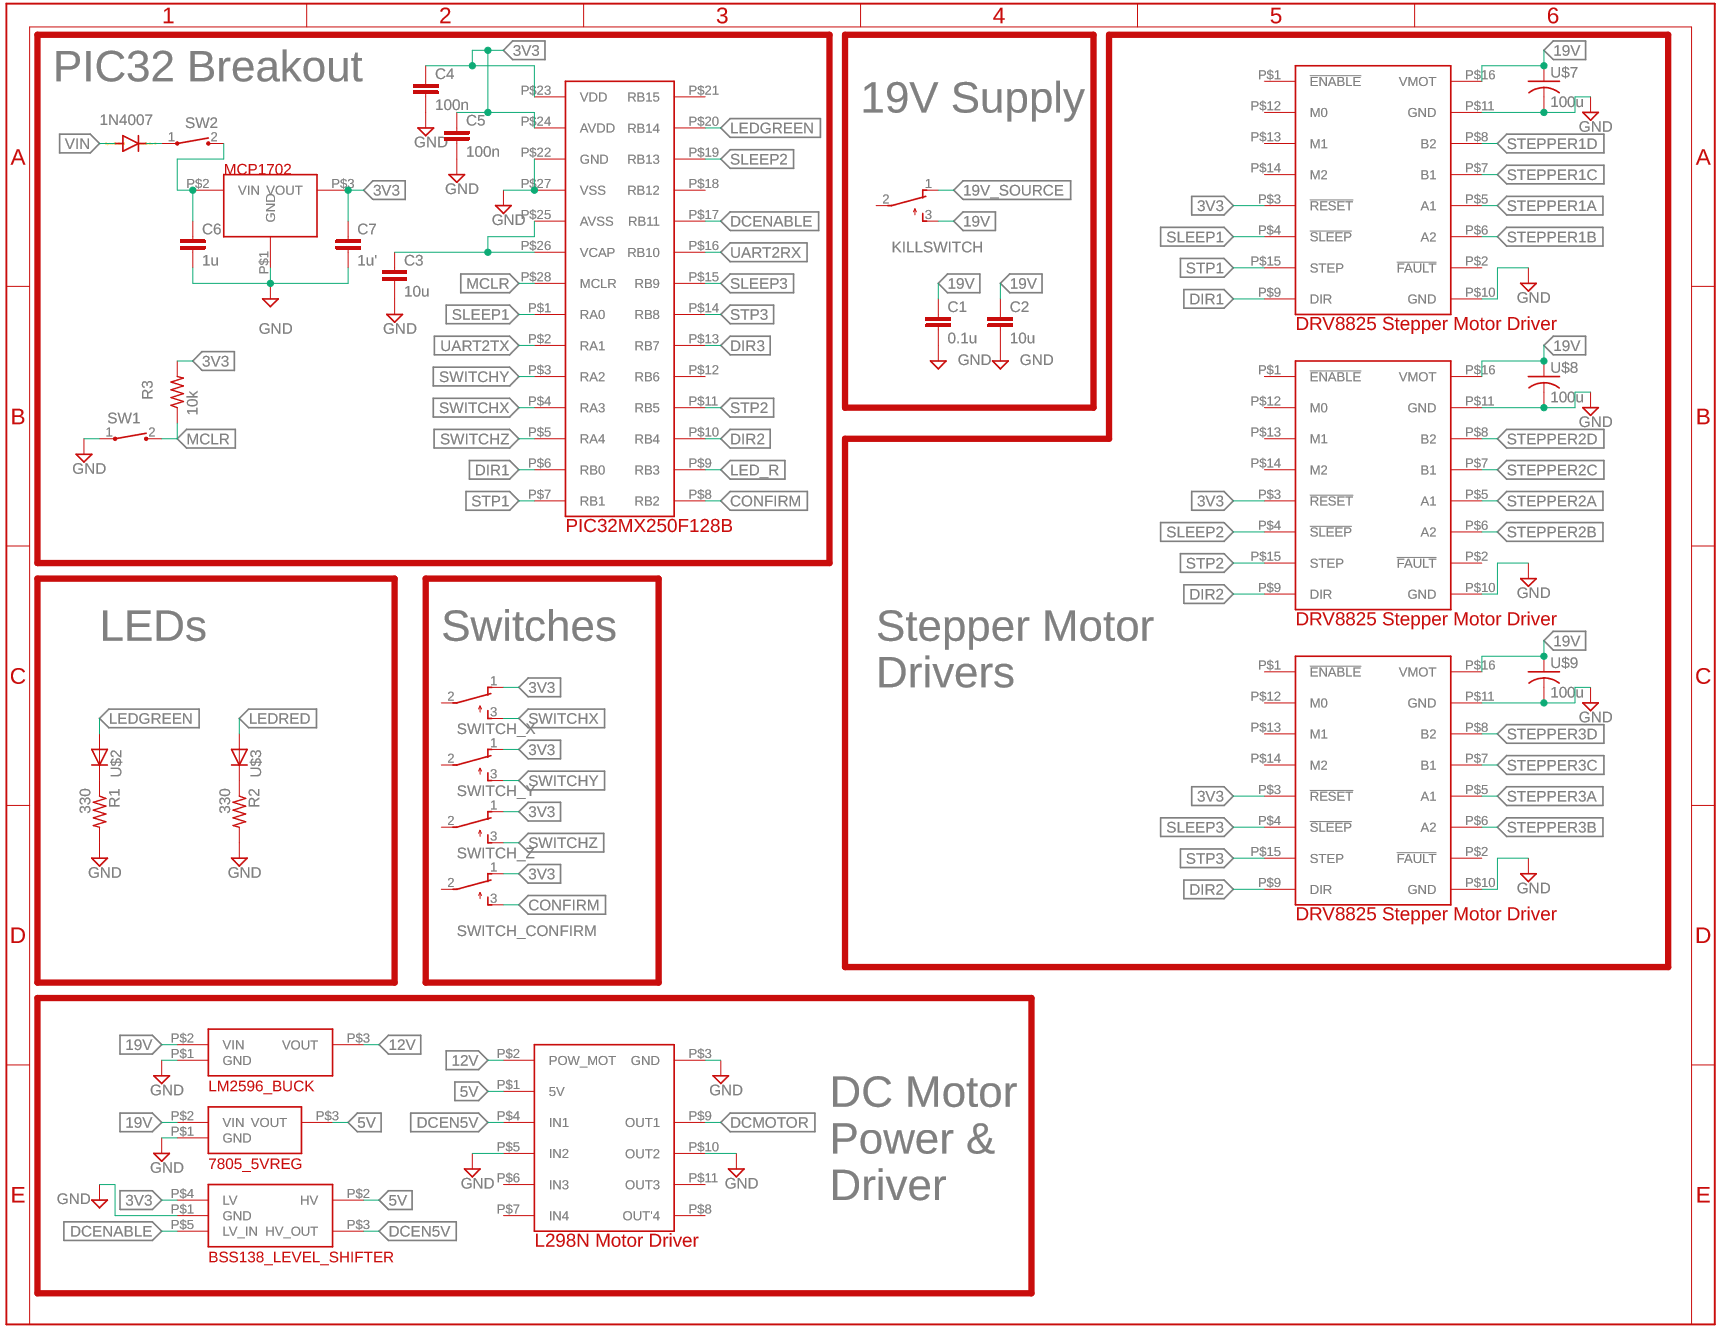 1 2 3 4 5 6
A
B
C
D
E
A
B
C
D
E
PIC32 Breakout
VIN
1N4007
1
SW2
2
MCP1702
P$2
VIN VOUT
GND
P$3
3V3
P$1
C6
1u
C7
1u'
GND
3V3
R3
10k
SW1
1 2
MCLR
GND
3V3
C4
100n
GND
C5
100n
GND
GND
C3
10u
GND
P$23 VDD RB15 P$21
P$24 AVDD RB14 P$20 LEDGREEN
P$22 GND RB13 P$19 SLEEP2
P$27 VSS RB12 P$18
P$25 AVSS RB11 P$17 DCENABLE
P$26 VCAP RB10 P$16 UART2RX
MCLR P$28 MCLR RB9 P$15 SLEEP3
SLEEP1 P$1 RA0 RB8 P$14 STP3
UART2TX P$2 RA1 RB7 P$13 DIR3
SWITCHY P$3 RA2 RB6 P$12
SWITCHX P$4 RA3 RB5 P$11 STP2
SWITCHZ P$5 RA4 RB4 P$10 DIR2
DIR1 P$6 RB0 RB3 P$9 LED_R
STP1 P$7 RB1 RB2 P$8 CONFIRM
PIC32MX250F128B
19V Supply
2
1 19V_SOURCE
3 19V
KILLSWITCH
19V 19V
C1 C2
0.1u 10u
GND GND
Stepper Motor
Drivers
19V
U$7
100u
GND
P$1 ENABLE VMOT P$16
P$12 M0 GND P$11
P$13 M1 B2 P$8 STEPPER1D
P$14 M2 B1 P$7 STEPPER1C
3V3 P$3 RESET A1 P$5 STEPPER1A
SLEEP1 P$4 SLEEP A2 P$6 STEPPER1B
STP1 P$15 STEP FAULT P$2
DIR1 P$9 DIR GND P$10 GND
DRV8825 Stepper Motor Driver
19V
U$8
100u
GND
P$1 ENABLE VMOT P$16
P$12 M0 GND P$11
P$13 M1 B2 P$8 STEPPER2D
P$14 M2 B1 P$7 STEPPER2C
3V3 P$3 RESET A1 P$5 STEPPER2A
SLEEP2 P$4 SLEEP A2 P$6 STEPPER2B
STP2 P$15 STEP FAULT P$2
DIR2 P$9 DIR GND P$10 GND
DRV8825 Stepper Motor Driver
19V
U$9
100u
GND
P$1 ENABLE VMOT P$16
P$12 M0 GND P$11
P$13 M1 B2 P$8 STEPPER3D
P$14 M2 B1 P$7 STEPPER3C
3V3 P$3 RESET A1 P$5 STEPPER3A
SLEEP3 P$4 SLEEP A2 P$6 STEPPER3B
STP3 P$15 STEP FAULT P$2
DIR2 P$9 DIR GND P$10 GND
DRV8825 Stepper Motor Driver
LEDs
LEDGREEN LEDRED
U$2 U$3
330 R1 330 R2
GND GND
Switches
2 1 3V3
3 SWITCHX
SWITCH_X
2 1 3V3
3 SWITCHY
SWITCH_Y
2 1 3V3
3 SWITCHZ
SWITCH_Z
2 1 3V3
3 CONFIRM
SWITCH_CONFIRM
19V P$2 VIN VOUT P$3 12V
P$1 GND
GND
LM2596_BUCK
19V P$2 VIN VOUT P$3 5V
P$1 GND
GND
7805_5VREG
GND
3V3 P$4 LV HV P$2 5V
P$1 GND
DCENABLE P$5 LV_IN HV_OUT P$3 DCEN5V
BSS138_LEVEL_SHIFTER
12V P$2 POW_MOT GND P$3 GND
5V P$1 5V
DCEN5V P$4 IN1 OUT1 P$9 DCMOTOR
P$5 IN2 OUT2 P$10
GND P$6 IN3 OUT3 P$11 GND
P$7 IN4 OUT'4 P$8
L298N Motor Driver
DC Motor
Power &
Driver